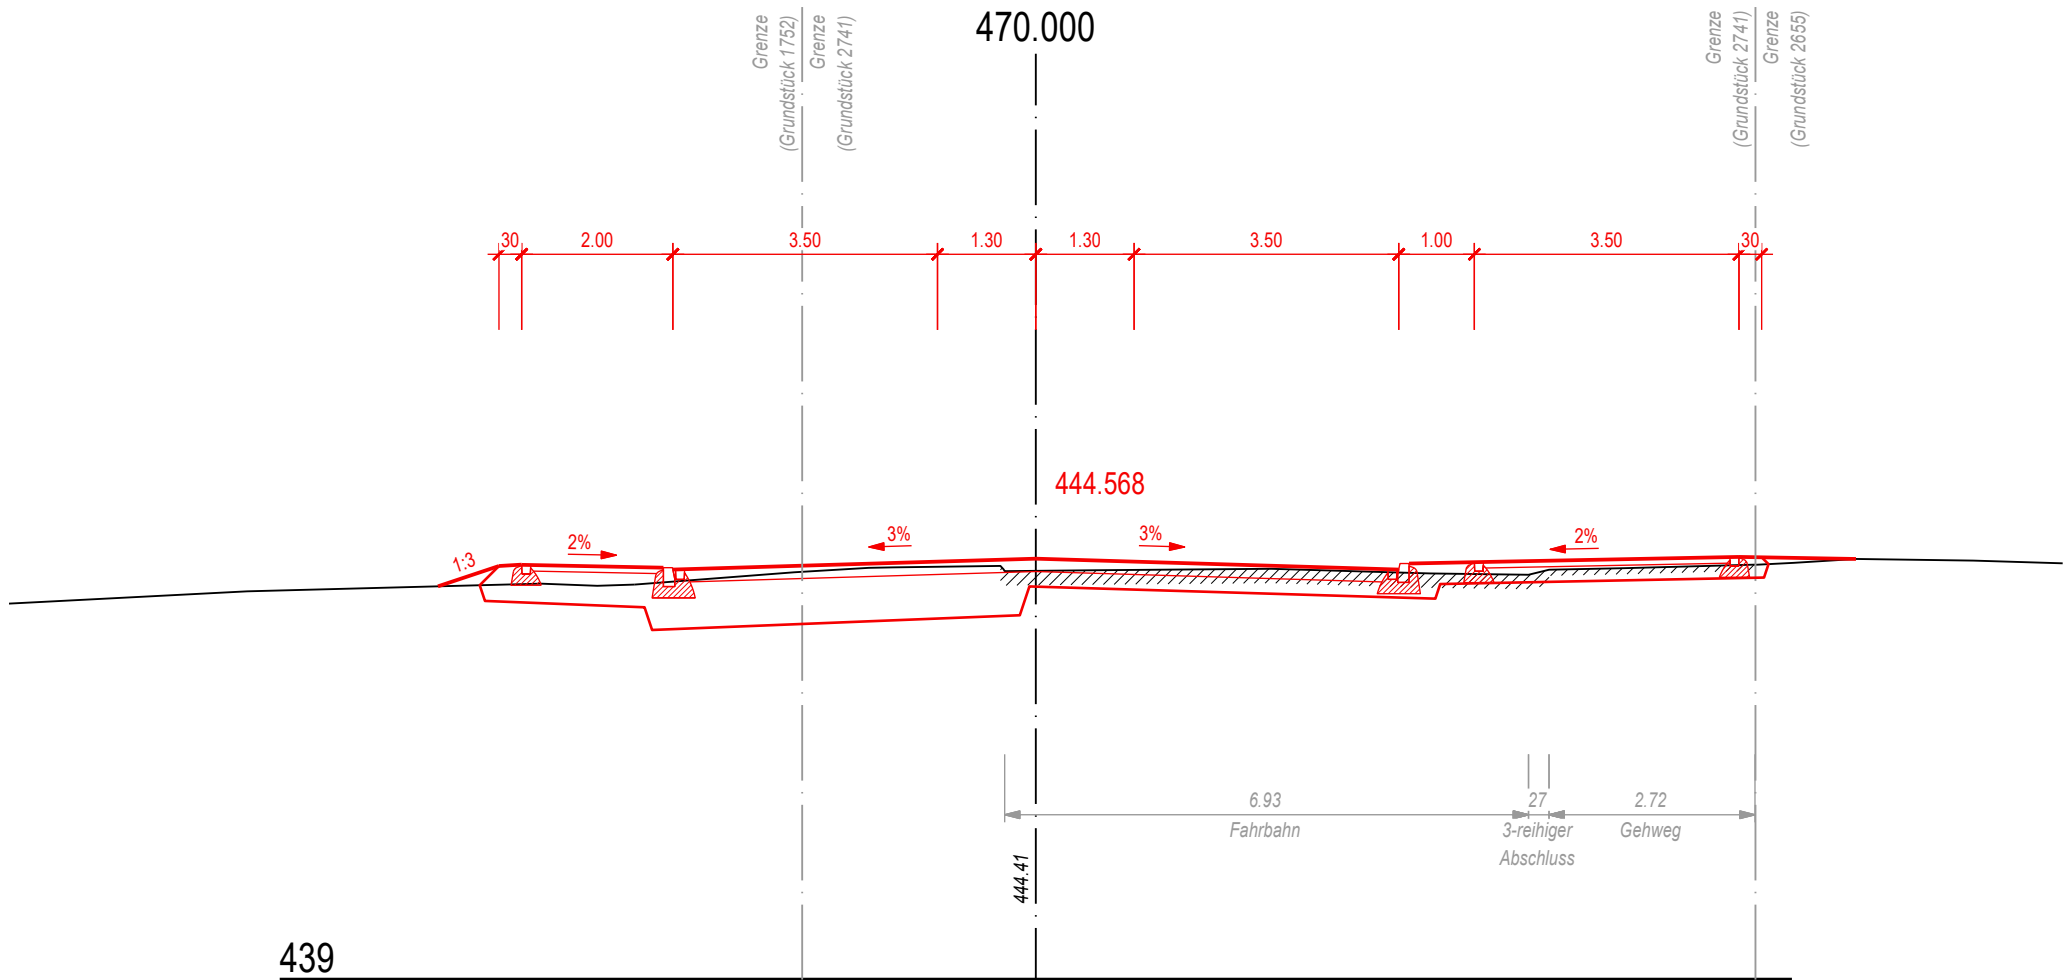 470.000
Grenze
(Grundstück 1752)
Grenze
(Grundstück 2741)
Grenze
(Grundstück 2741)
Grenze
(Grundstück 2655)
30 2.00 3.50 1.30 1.30 3.50 1.00 3.50 30
444.568
1:3 2% 3% 3% 2%
6.93 27 2.72
Fahrbahn 3-reihiger Gehweg
Abschluss
444.41
439